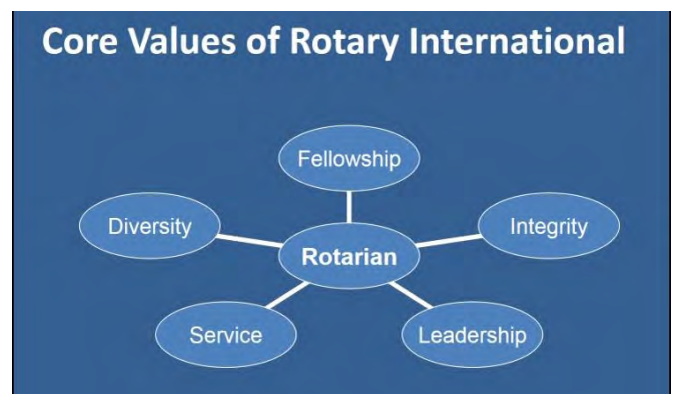 Core Values of Rotary International
Fellowship
Diversity
Integrity
Rotarian
Service
Leadership